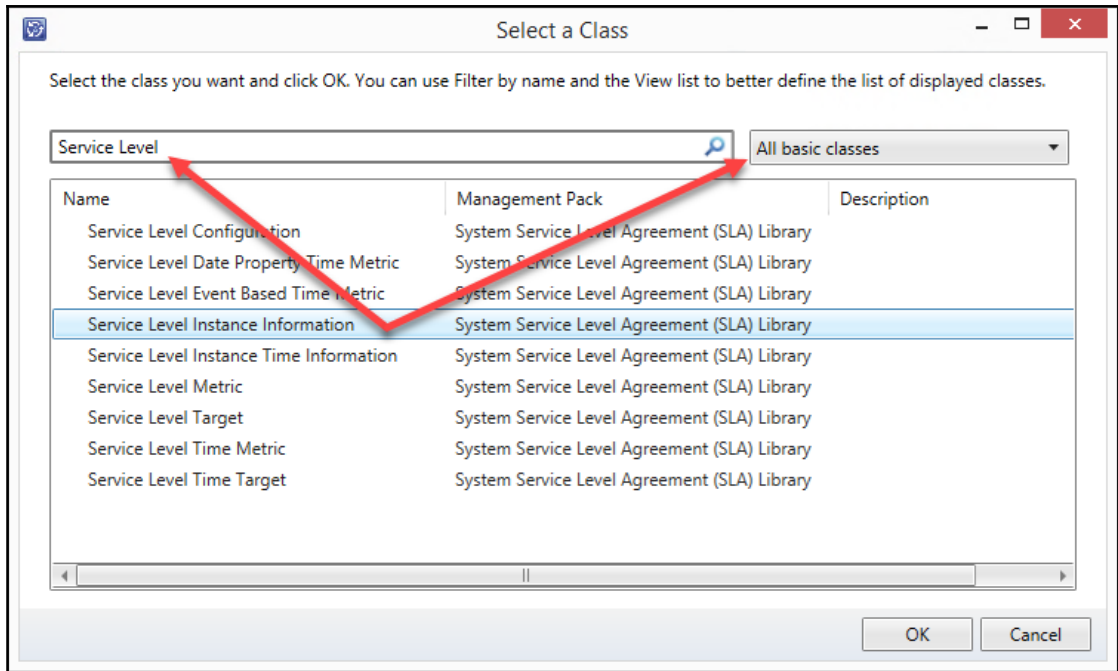 Select a Class
Select the class you want and click OK. You can use Filter by name and the View list to better define the list of displayed classes.
Service Level All basic classes
Name Management Pack Description
Service Level Configuration System Service Level Agreement (SLA) Library
Service Level Date Property Time Metric System Service Level Agreement (SLA) Library
Service Level Event Based Time Metric System Service Level Agreement (SLA) Library
Service Level Instance Information System Service Level Agreement (SLA) Library
Service Level Instance Time Information System Service Level Agreement (SLA) Library
Service Level Metric System Service Level Agreement (SLA) Library
Service Level Target System Service Level Agreement (SLA) Library
Service Level Time Metric System Service Level Agreement (SLA) Library
Service Level Time Target System Service Level Agreement (SLA) Library
OK Cancel